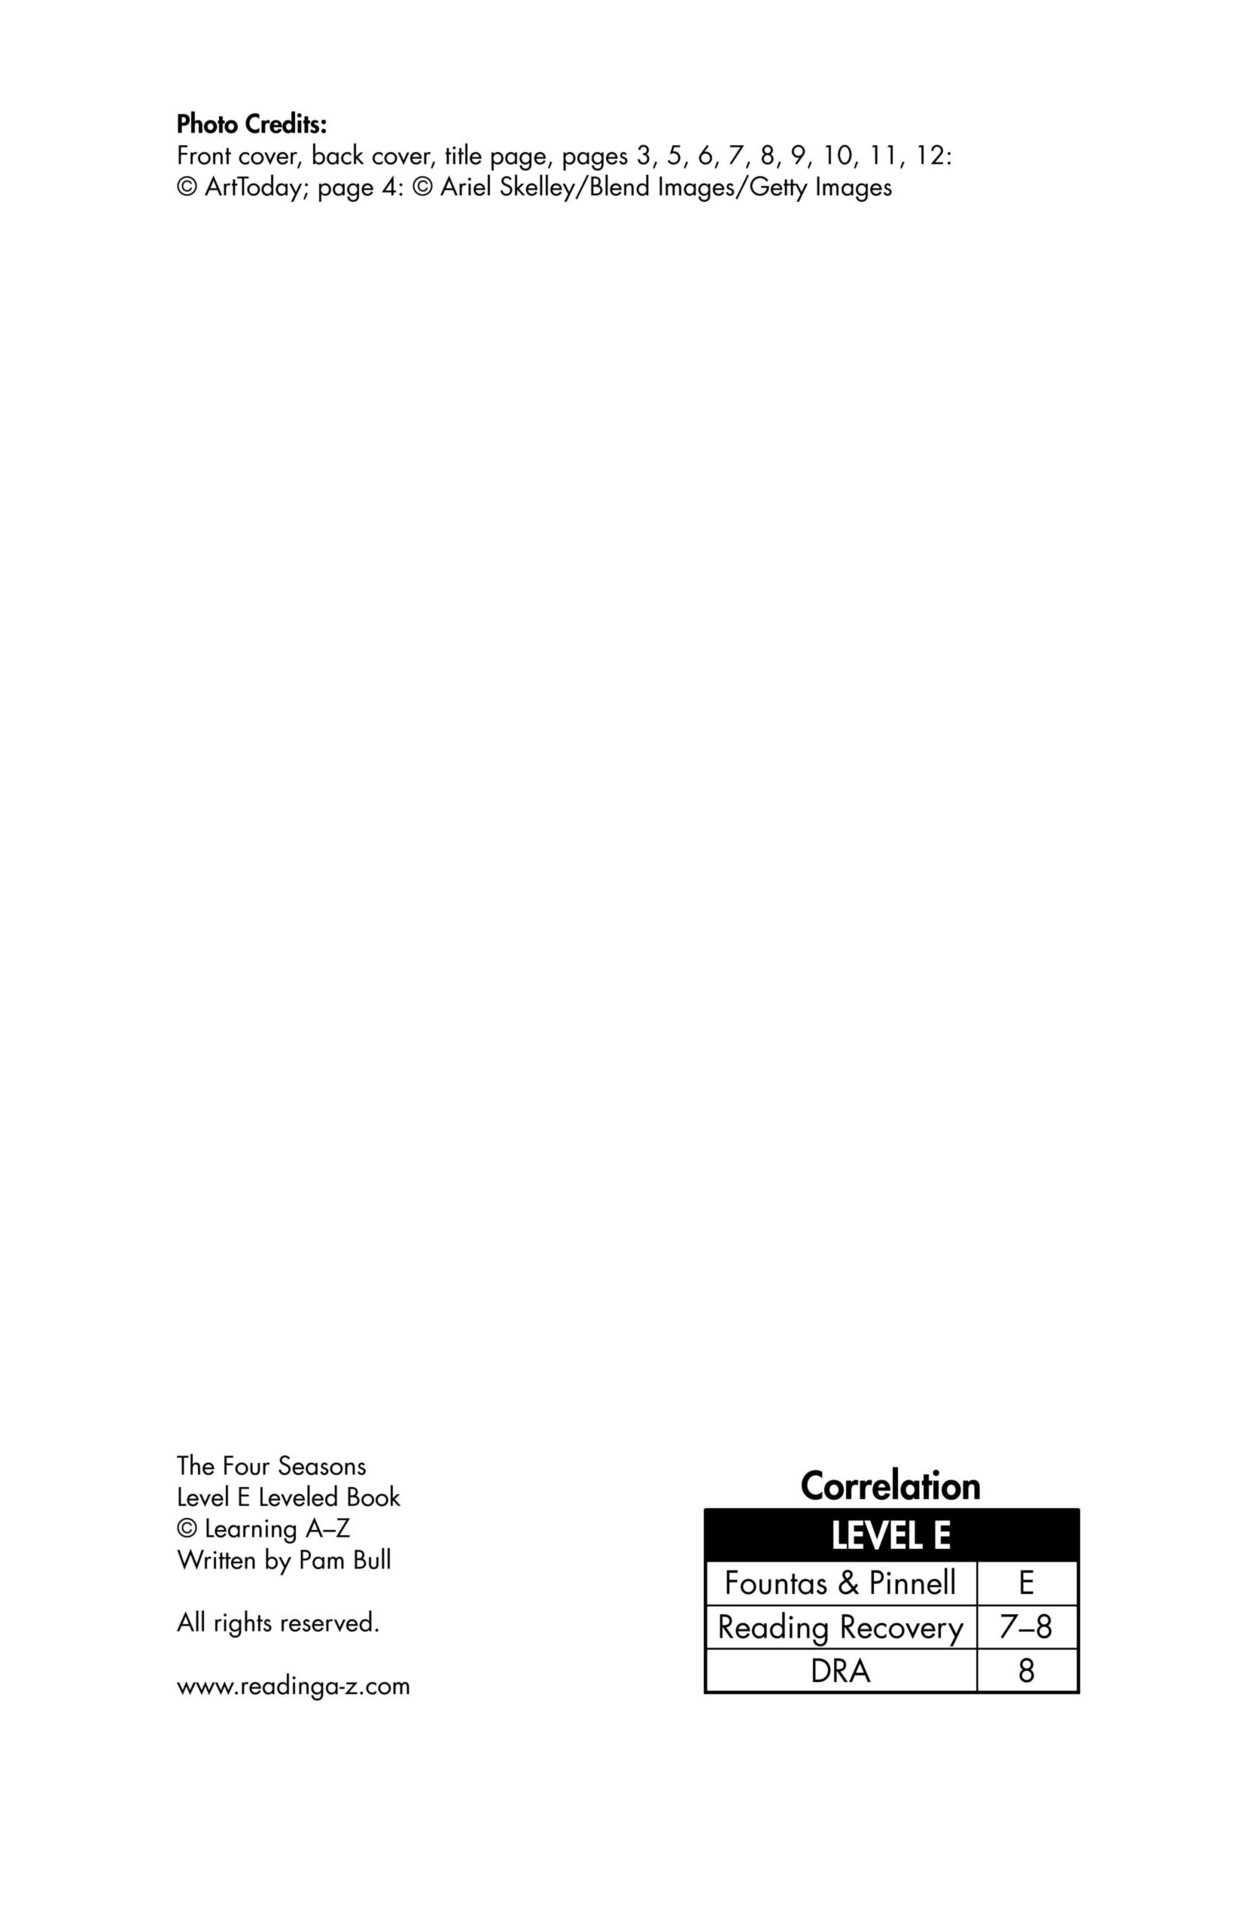 Photo Credits:
Front cover, back cover, title page, pages 3, 5, 6, 7, 8, 9, 10, 11, 12:
© ArtToday; page 4: © Ariel Skelley/Blend Images/Getty Images
The Four Seasons
Level E Leveled Book
© Learning A–Z
Written by Pam Bull
All rights reserved.
www.readinga-z.com
Correlation
LEVEL E
Fountas & Pinnell E
Reading Recovery 7–8
DRA 8